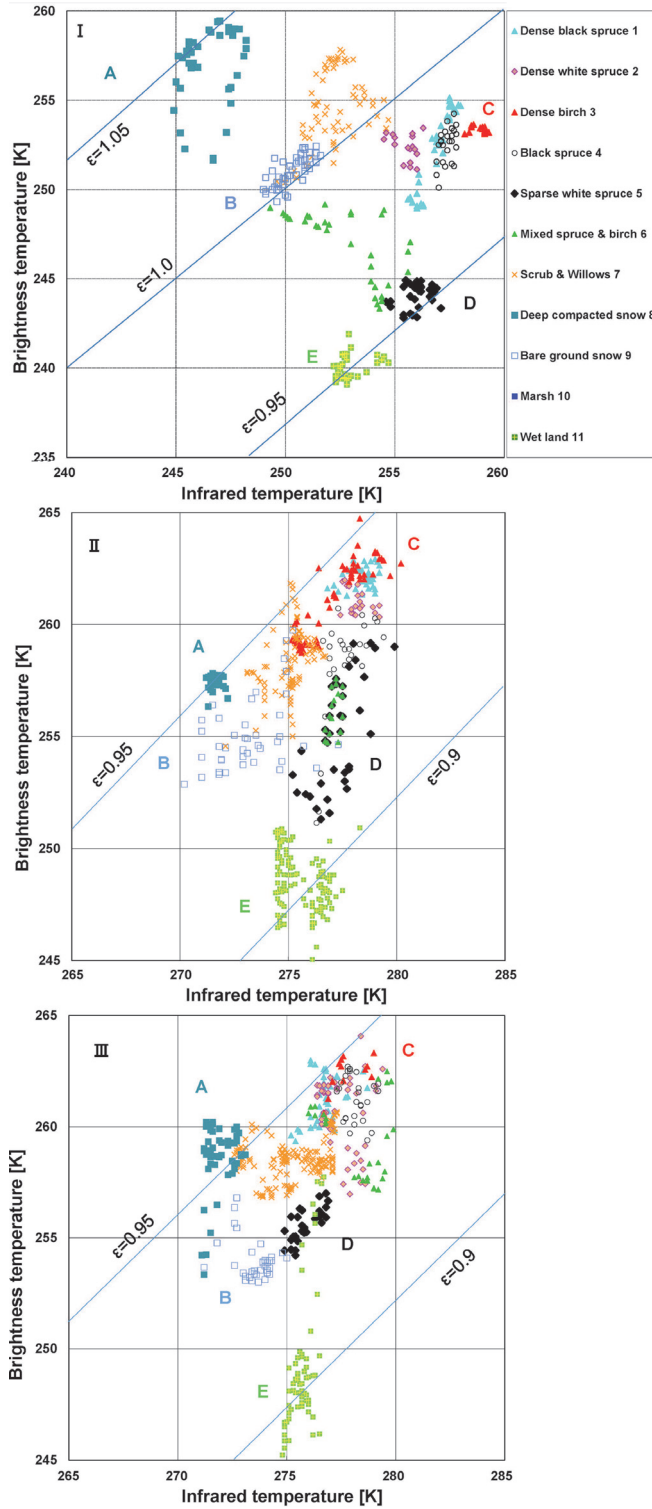 260
I
A
ε=1.05
255
C
B
250
ε=1.0
245
D
E
240
ε=0.95
235
240
245
250
255
260
Brightness temperature [K]
Infrared temperature [K]
Dense black spruce 1
Dense white spruce 2
Dense birch 3
Black spruce 4
Sparse white spruce 5
Mixed spruce & birch 6
Scrub & Willows 7
Deep compacted snow 8
Bare ground snow 9
Marsh 10
Wet land 11
265
II
C
260
A
B
ε=0.95
255
D
ε=0.9
250
E
245
265
270
275
280
285
Brightness temperature [K]
Infrared temperature [K]
265
III
C
A
260
ε=0.95
255
D
B
ε=0.9
250
E
245
265
270
275
280
285
Brightness temperature [K]
Infrared temperature [K]